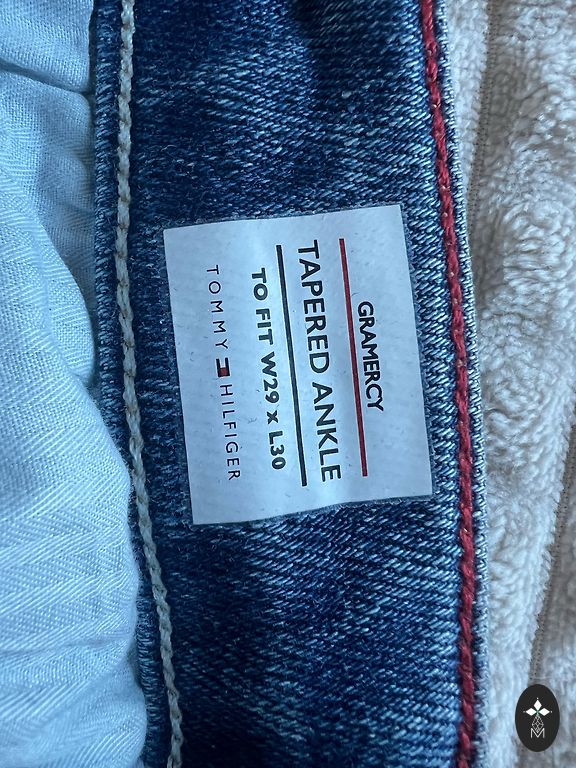 GRAMERCY
TAPERED ANKLE
TO FIT W29 x L30
TOMMY HILFIGER
M